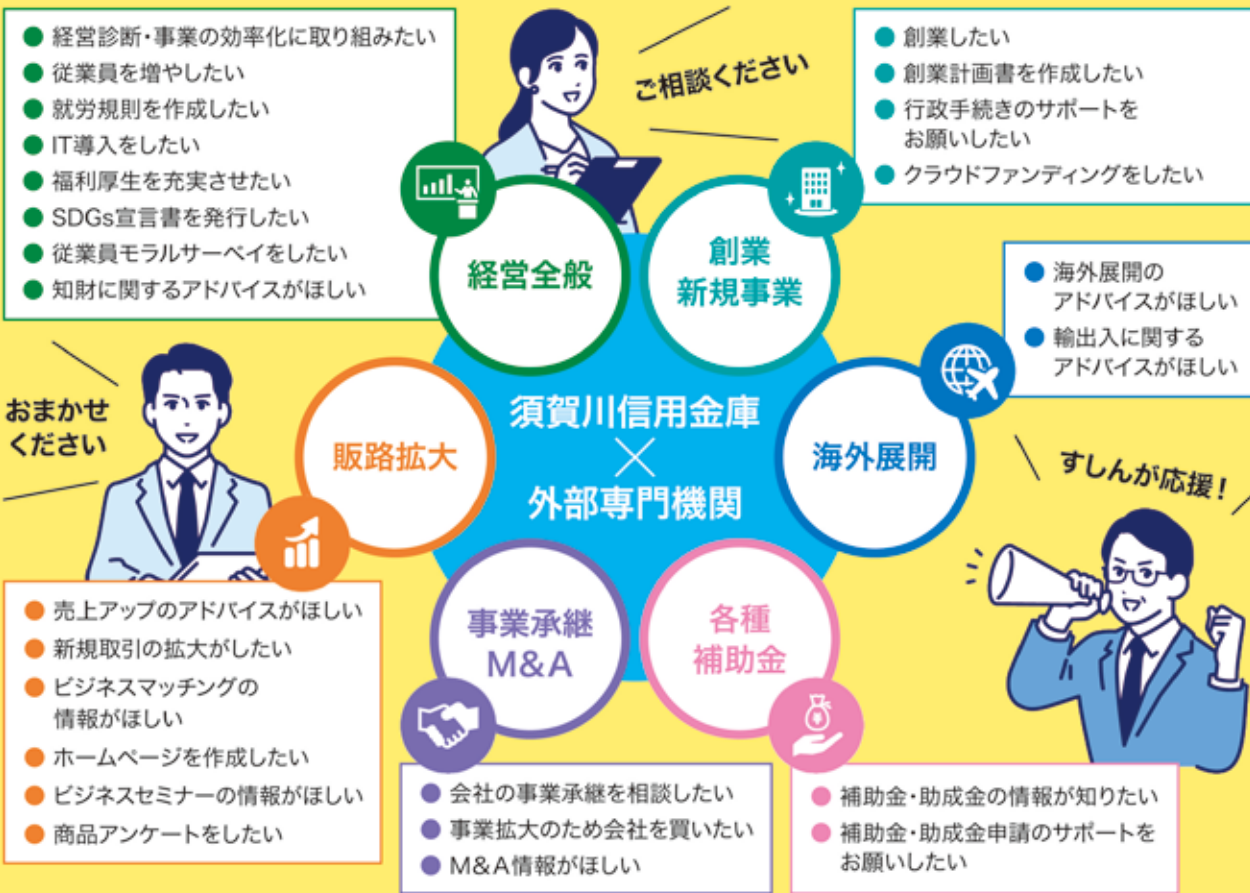 ● 経営診断・事業の効率化に取り組みたい
● 従業員を増やしたい
● 就労規則を作成したい
● IT導入をしたい
● 福利厚生を充実させたい
● SDGs宣言書を発行したい
● 従業員モラルサーベイをしたい
● 知財に関するアドバイスがほしい
経営全般
ご相談ください
● 創業したい
● 創業計画書を作成したい
● 行政手続きのサポートを
お願いしたい
● クラウドファンディングをしたい
創業
新規事業
● 海外展開の
アドバイスがほしい
● 輸出入に関する
アドバイスがほしい
海外展開
おまかせ
ください
販路拡大
須賀川信用金庫
×
外部専門機関
すしんが応援!
● 売上アップのアドバイスがほしい
● 新規取引の拡大がしたい
● ビジネスマッチングの
情報がほしい
● ホームページを作成したい
● ビジネスセミナーの情報がほしい
● 商品アンケートをしたい
事業承継
M&A
● 会社の事業承継を相談したい
● 事業拡大のため会社を買いたい
● M&A情報がほしい
各種
補助金
¥
● 補助金・助成金の情報が知りたい
● 補助金・助成金申請のサポートを
お願いしたい